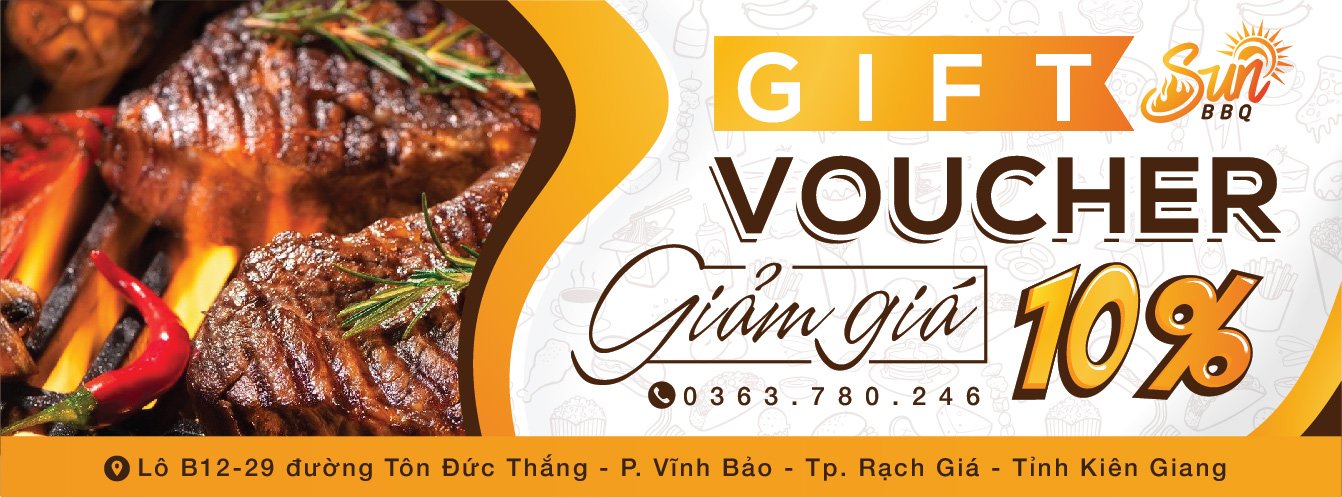 GIFT
Sun
BBQ
VOUCHER
Giảm giá
10%
0363.780.246
Lô B12-29 đường Tôn Đức Thắng - P. Vĩnh Bảo - Tp. Rạch Giá - Tỉnh Kiên Giang